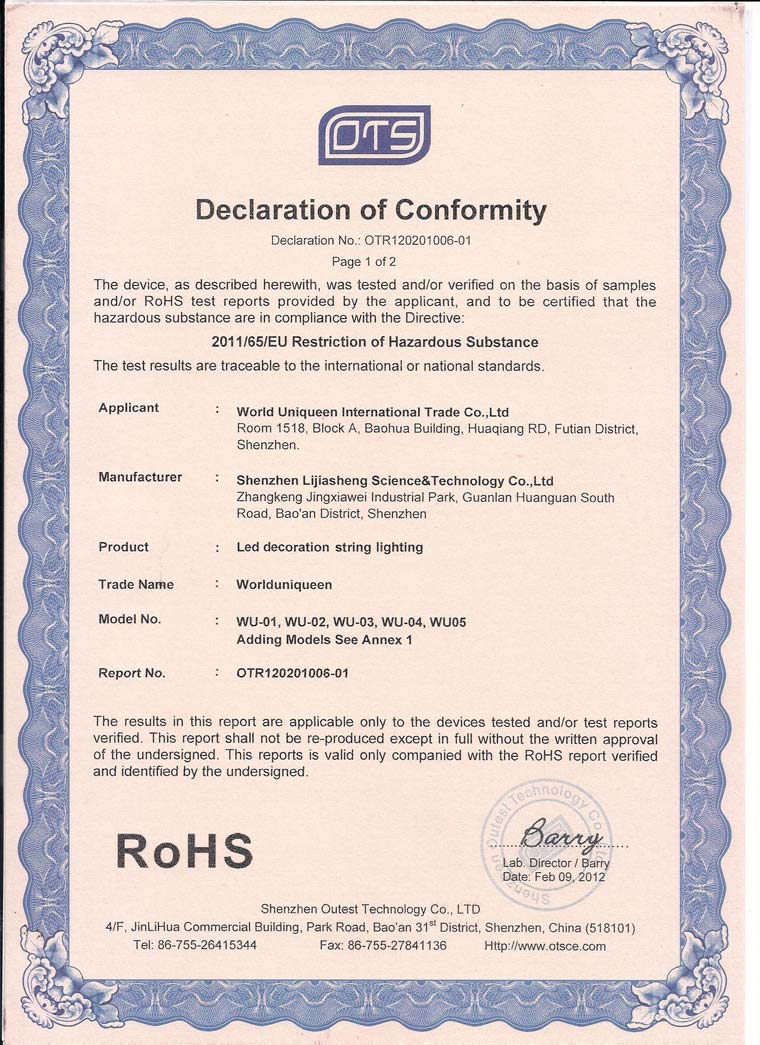 OTS
Declaration of Conformity
Declaration No.: OTR120201006-01
Page 1 of 2
The device, as described herewith, was tested and/or verified on the basis of samples
and/or RoHS test reports provided by the applicant, and to be certified that the
hazardous substance are in compliance with the Directive:
2011/65/EU Restriction of Hazardous Substance
The test results are traceable to the international or national standards.
Applicant : World Uniqueen International Trade Co.,Ltd
Room 1518, Block A, Baohua Building, Huaqiang RD, Futian District,
Shenzhen.
Manufacturer : Shenzhen Lijiasheng Science&Technology Co.,Ltd
Zhangkeng Jingxiawei Industrial Park, Guanlan Huanguan South
Road, Bao'an District, Shenzhen
Product : Led decoration string lighting
Trade Name : Worlduniqueen
Model No. : WU-01, WU-02, WU-03, WU-04, WU05
Adding Models See Annex 1
Report No. : OTR120201006-01
The results in this report are applicable only to the devices tested and/or test reports
verified. This report shall not be re-produced except in full without the written approval
of the undersigned. This reports is valid only companied with the RoHS report verified
and identified by the undersigned.
RoHS
Shenzhen Outest Technology Co., Ltd
Barry
Lab. Director / Barry
Date: Feb 09, 2012
Shenzhen Outest Technology Co., LTD
4/F, JinLiHua Commercial Building, Park Road, Bao'an 31st District, Shenzhen, China (518101)
Tel: 86-755-26415344 Fax: 86-755-27841136 Http://www.otsce.com